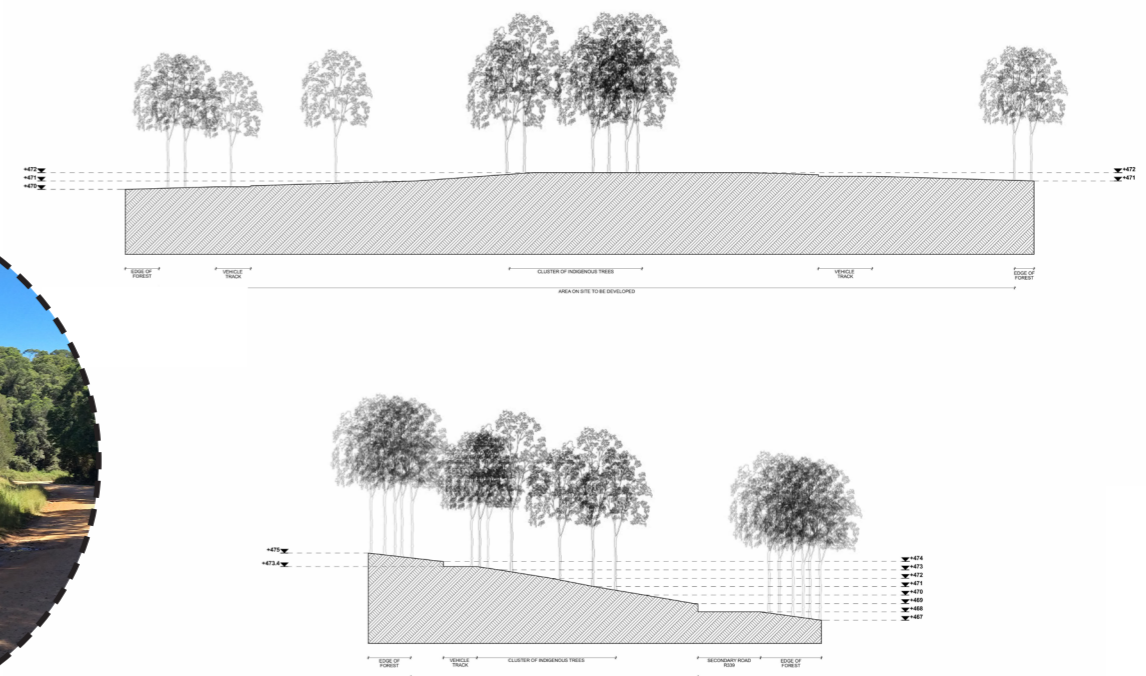 +472
+471
+470
+472
+471
EDGE OF
FOREST
VEHICLE
TRACK
CLUSTER OF INDIGENOUS TREES
VEHICLE
TRACK
EDGE OF
FOREST
AREA ON SITE TO BE DEVELOPED
+475
+473.4
+474
+473
+472
+471
+470
+469
+468
+467
EDGE OF
FOREST
VEHICLE
TRACK
CLUSTER OF INDIGENOUS TREES
SECONDARY ROAD
R339
EDGE OF
FOREST